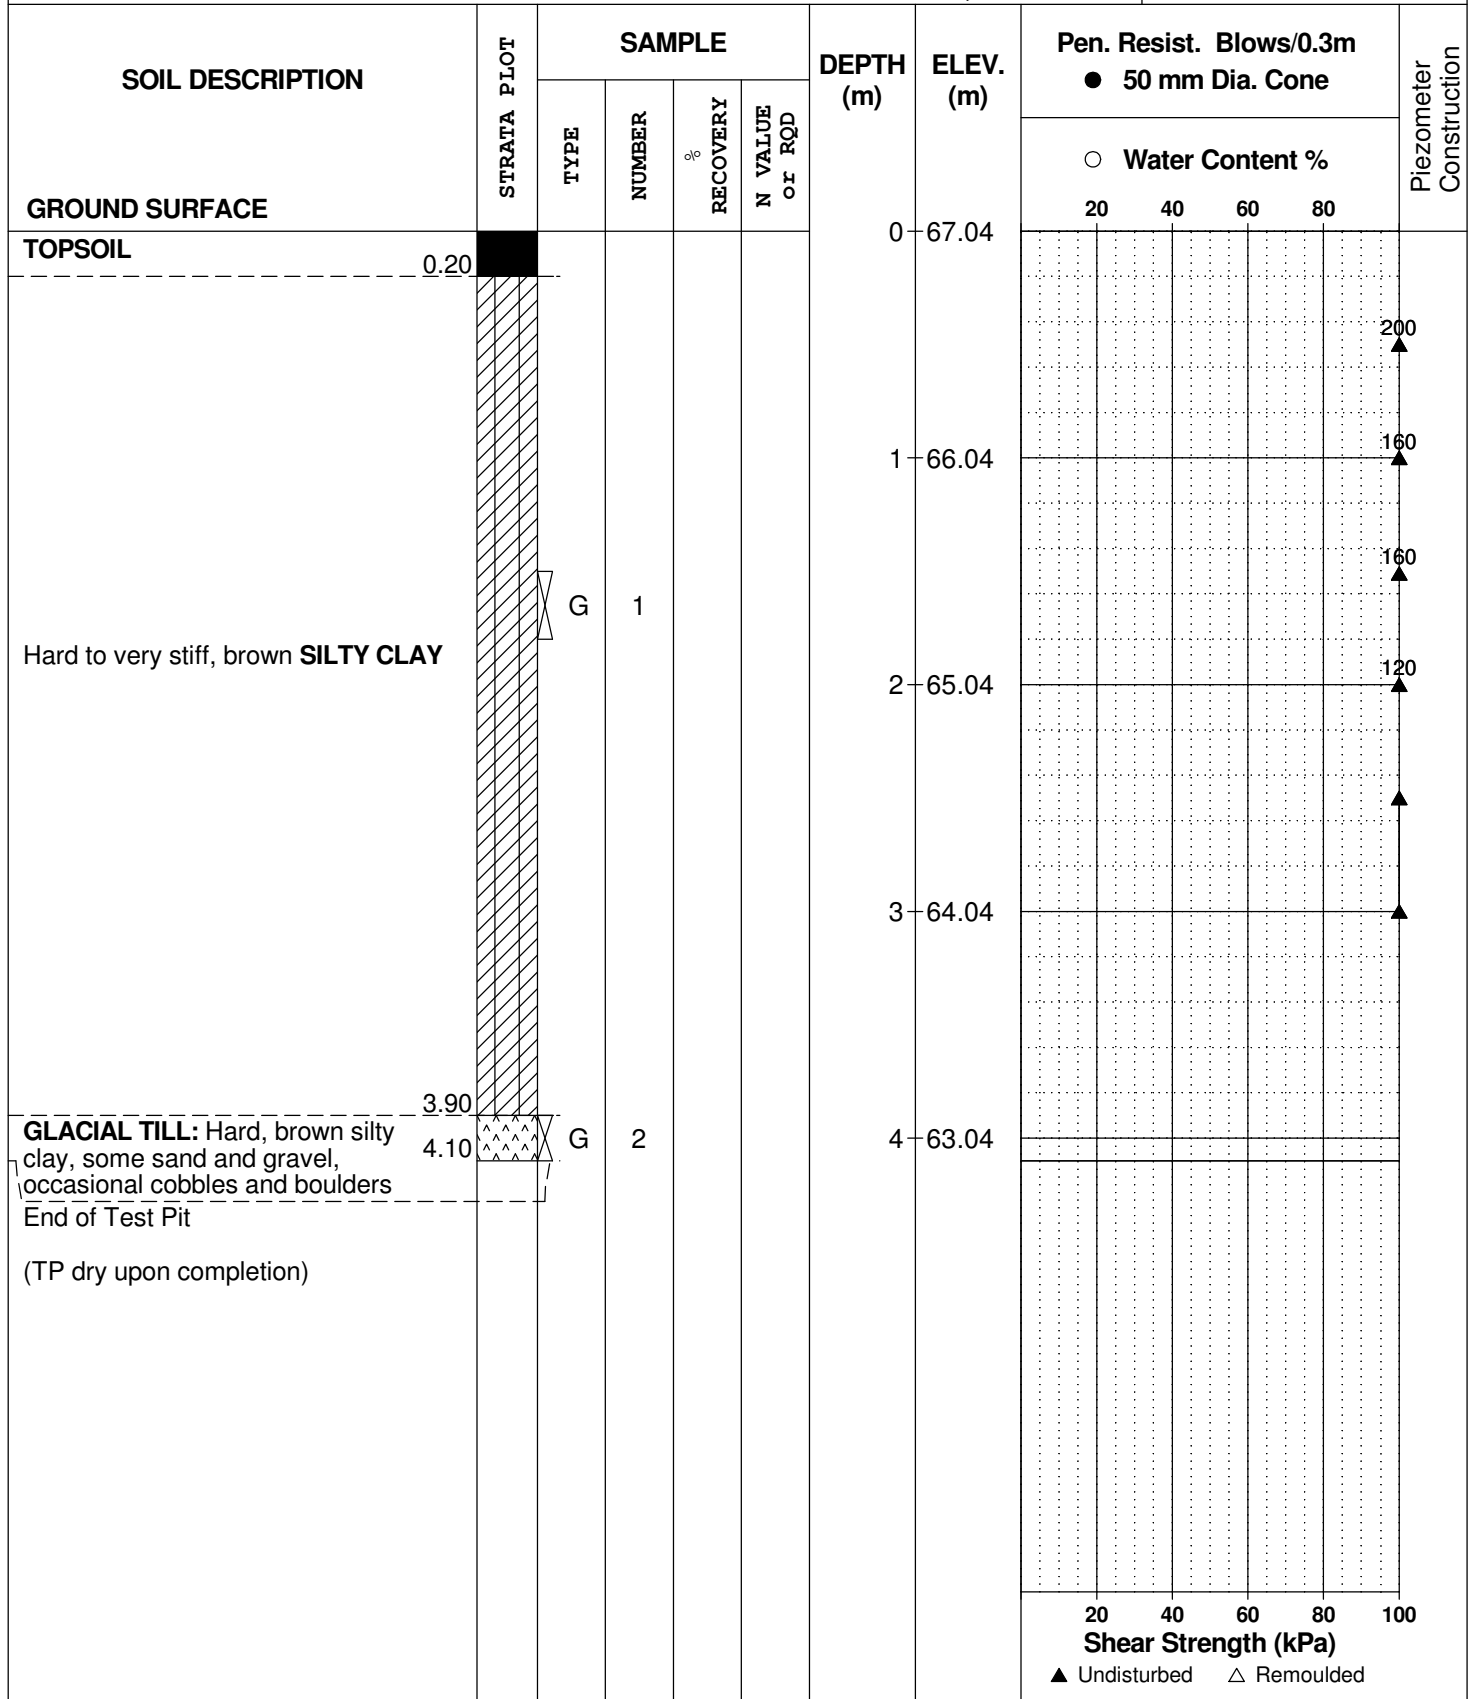 SOIL DESCRIPTION
GROUND SURFACE
STRATA PLOT
SAMPLE
TYPE
NUMBER
%
RECOVERY
N VALUE
or RQD
DEPTH
(m)
ELEV.
(m)
Pen. Resist. Blows/0.3m
● 50 mm Dia. Cone
○ Water Content %
20 40 60 80
Piezometer
Construction
0 67.04
TOPSOIL
0.20
200
160
1 66.04
160
G 1
Hard to very stiff, brown SILTY CLAY
120
2 65.04
3 64.04
3.90
GLACIAL TILL: Hard, brown silty
clay, some sand and gravel,
occasional cobbles and boulders
4.10
G 2
4 63.04
End of Test Pit
(TP dry upon completion)
20 40 60 80 100
Shear Strength (kPa)
▲ Undisturbed △ Remoulded